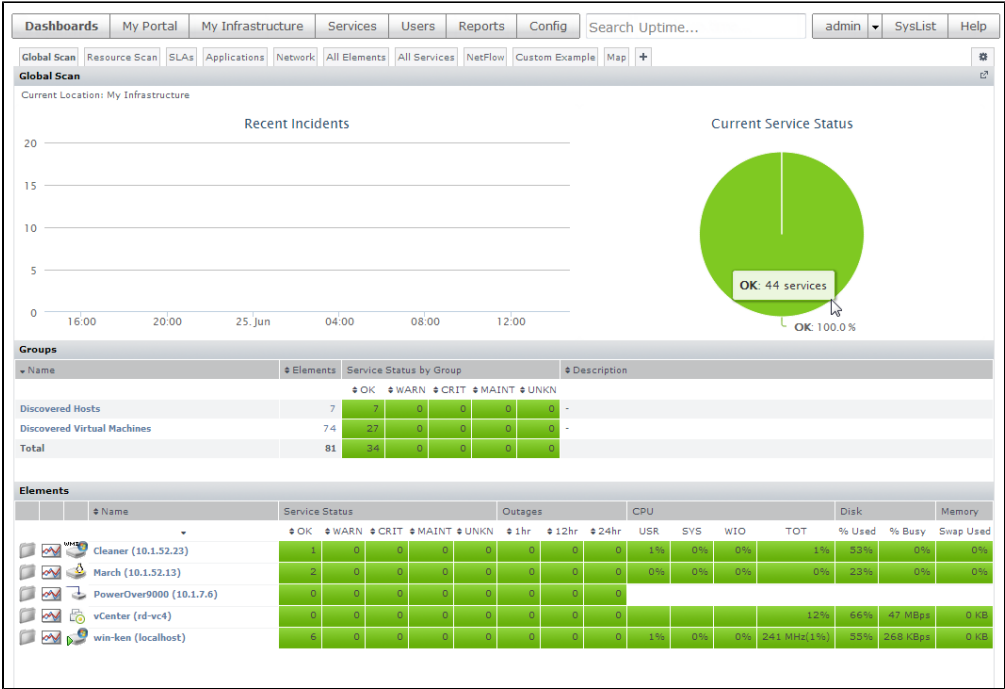 Dashboards My Portal My Infrastructure Services Users Reports Config Search Uptime... admin SysList Help
Global Scan Resource Scan SLAs Applications Network All Elements All Services NetFlow Custom Example Map +
Global Scan
Current Location: My Infrastructure
Recent Incidents
Current Service Status
20
15
10
5
0
16:00 20:00 25. Jun 04:00 08:00 12:00
OK: 44 services
OK: 100.0 %
Groups
Name Elements Service Status by Group Description
OK WARN CRIT MAINT UNKN
Discovered Hosts 7 7 0 0 0 0 -
Discovered Virtual Machines 74 27 0 0 0 0 -
Total 81 34 0 0 0 0
Elements
Name Service Status Outages CPU Disk Memory
OK WARN CRIT MAINT UNKN 1hr 12hr 24hr USR SYS WIO TOT % Used % Busy Swap Used
WMI Cleaner (10.1.52.23) 1 0 0 0 0 0 0 0 1% 0% 0% 1% 53% 0% 0%
March (10.1.52.13) 2 0 0 0 0 0 0 0 0% 0% 0% 0% 23% 0% 0%
PowerOver9000 (10.1.7.6) 0 0 0 0 0 0 0 0
vCenter (rd-vc4) 0 0 0 0 0 0 0 0 12% 66% 47 MBps 0 KB
win-ken (localhost) 6 0 0 0 0 0 0 0 1% 0% 0% 241 MHz(1%) 55% 268 KBps 0 KB